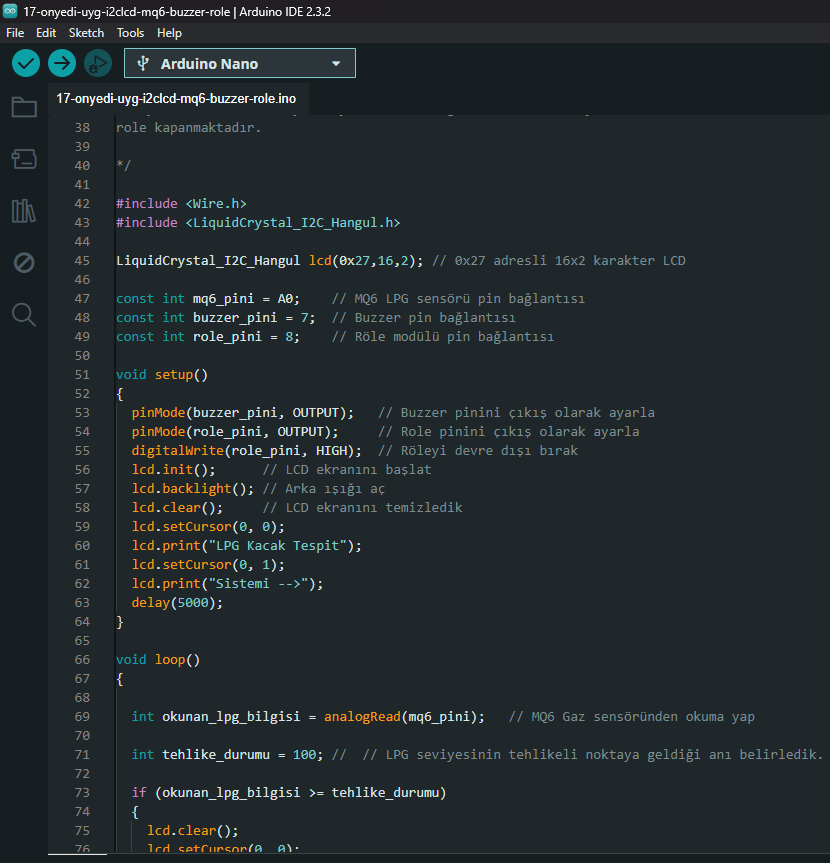 17-onyedi-uyg-i2clcd-mq6-buzzer-role | Arduino IDE 2.3.2
File Edit Sketch Tools Help
Arduino Nano
17-onyedi-uyg-i2clcd-mq6-buzzer-role.ino
38 role kapanmaktadır.
39
40 */
41
42 #include <Wire.h>
43 #include <LiquidCrystal_I2C_Hangul.h>
44
45 LiquidCrystal_I2C_Hangul lcd(0x27,16,2); // 0x27 adresli 16x2 karakter LCD
46
47 const int mq6_pini = A0;    // MQ6 LPG sensörü pin bağlantısı
48 const int buzzer_pini = 7;  // Buzzer pin bağlantısı
49 const int role_pini = 8;    // Röle modülü pin bağlantısı
50
51 void setup()
52 {
53   pinMode(buzzer_pini, OUTPUT);   // Buzzer pinini çıkış olarak ayarla
54   pinMode(role_pini, OUTPUT);     // Role pinini çıkış olarak ayarla
55   digitalWrite(role_pini, HIGH);  // Röleyi devre dışı bırak
56   lcd.init();      // LCD ekranını başlat
57   lcd.backlight(); // Arka ışığı aç
58   lcd.clear();     // LCD ekranını temizledik
59   lcd.setCursor(0, 0);
60   lcd.print("LPG Kacak Tespit");
61   lcd.setCursor(0, 1);
62   lcd.print("Sistemi -->");
63   delay(5000);
64 }
65
66 void loop()
67 {
68
69   int okunan_lpg_bilgisi = analogRead(mq6_pini);   // MQ6 Gaz sensöründen okuma yap
70
71   int tehlike_durumu = 100; //  // LPG seviyesinin tehlikeli noktaya geldiği anı belirledik.
72
73   if (okunan_lpg_bilgisi >= tehlike_durumu)
74   {
75     lcd.clear();
76     lcd.setCursor(0, 0);